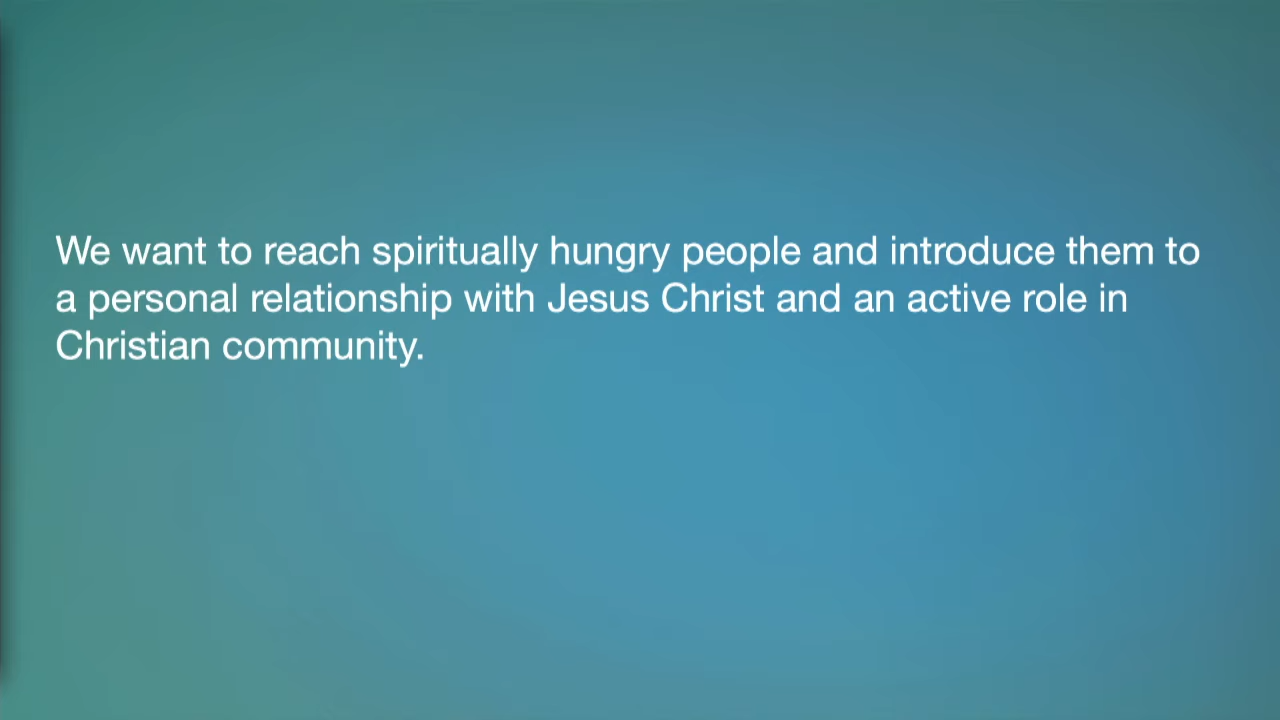 We want to reach spiritually hungry people and introduce them to
a personal relationship with Jesus Christ and an active role in
Christian community.